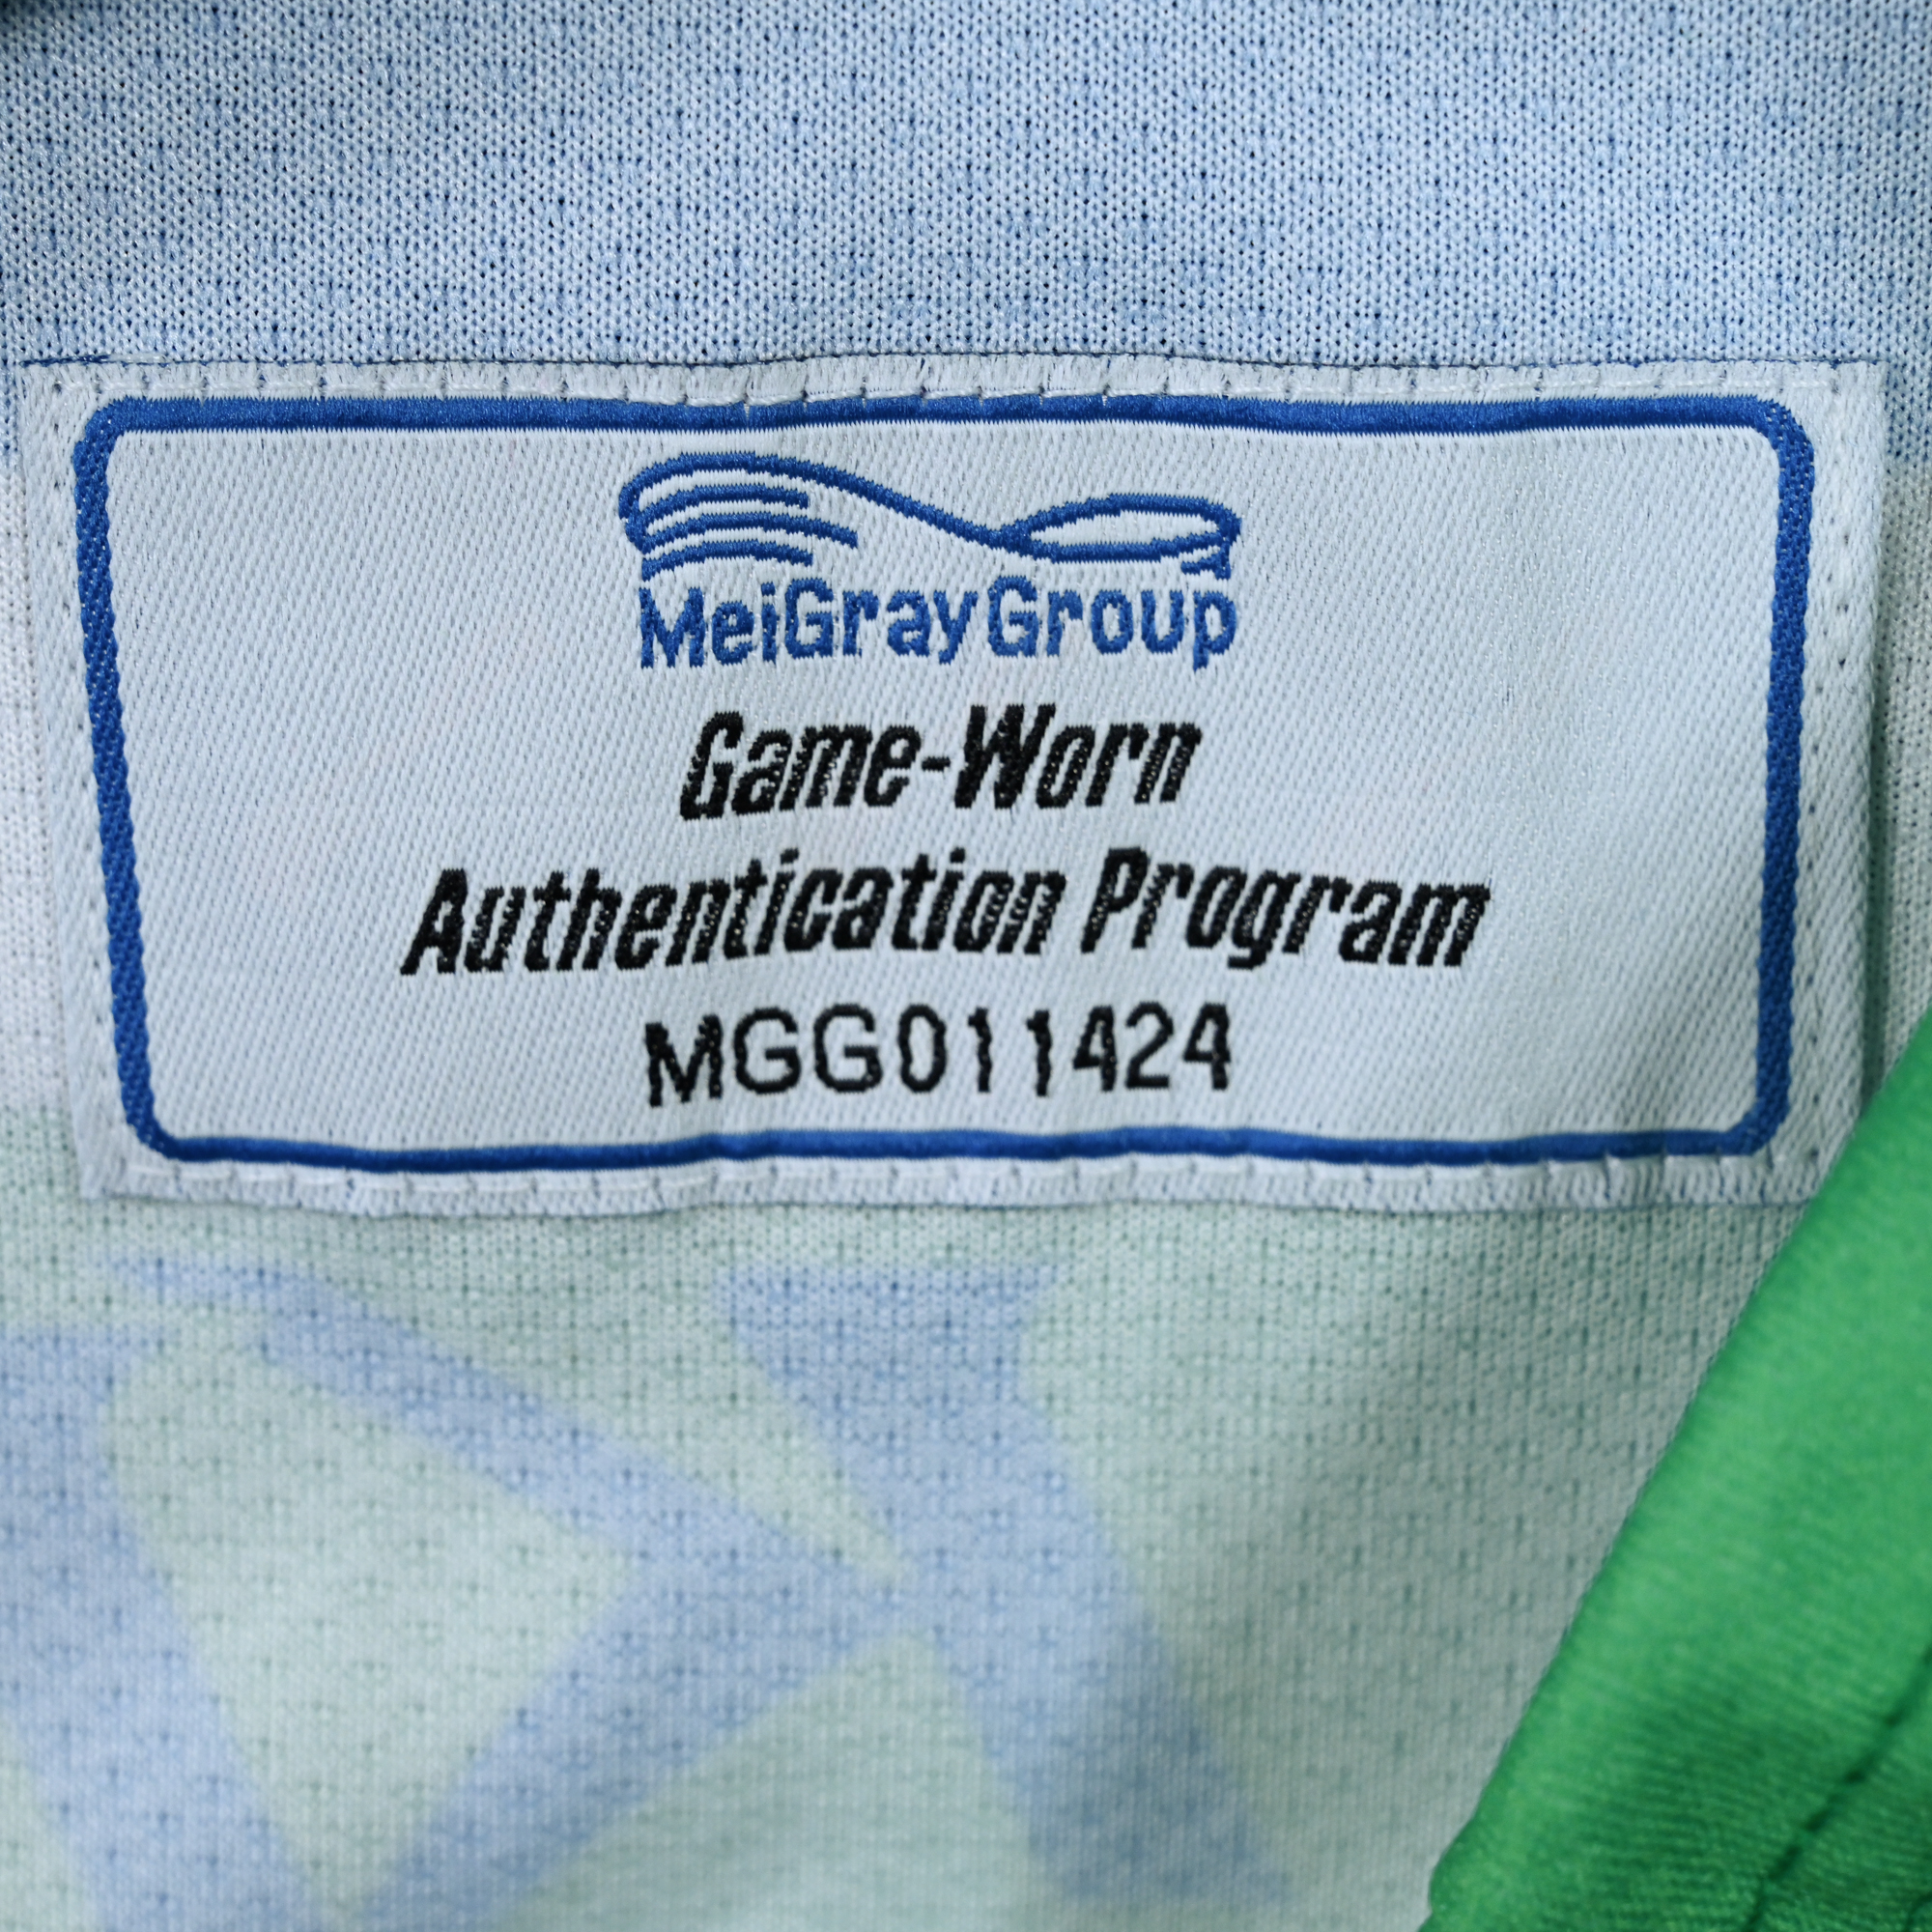 MeiGrayGroup
Game-Worn
Authentication Program
MGG011424